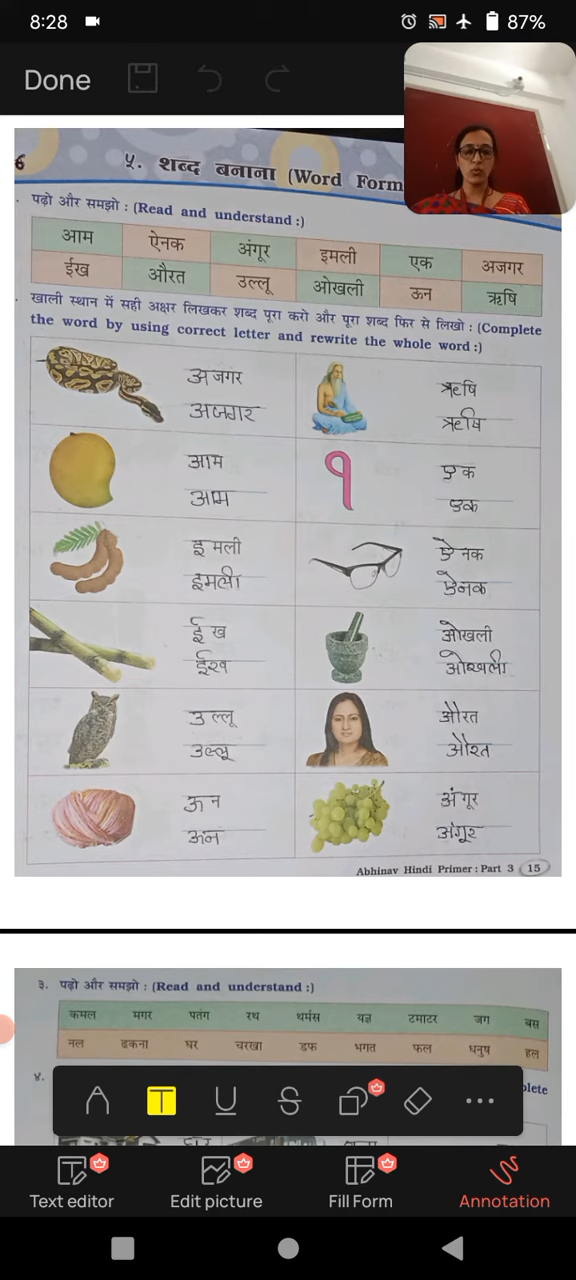 8:28
87%
Done
6
५. शब्द बनाना (Word Form
पढ़ो और समझो : (Read and understand :)
आम ऐनक अंगूर इमली एक अजगर
ईख औरत उल्लू ओखली ऊन ऋषि
खाली स्थान में सही अक्षर लिखकर शब्द पूरा करो और पूरा शब्द फिर से लिखो : (Complete
the word by using correct letter and rewrite the whole word :)
अजगर ऋषि
अजगर ऋषि
आम एक
आम एक
१
इमली ऐनक
इमली ऐनक
ईख ओखली
ईख ओखली
उल्लू औरत
उल्लू औरत
ऊन अंगूर
ऊन अंगूर
Abhinav Hindi Primer : Part 3 15
३. पढ़ो और समझो : (Read and understand :)
कमल मगर पतंग रथ थर्मस यज्ञ टमाटर जग बस
नल ढकना घर चरखा डफ भगत फल धनुष हल
४.
plete
T U S
Text editor Edit picture Fill Form Annotation